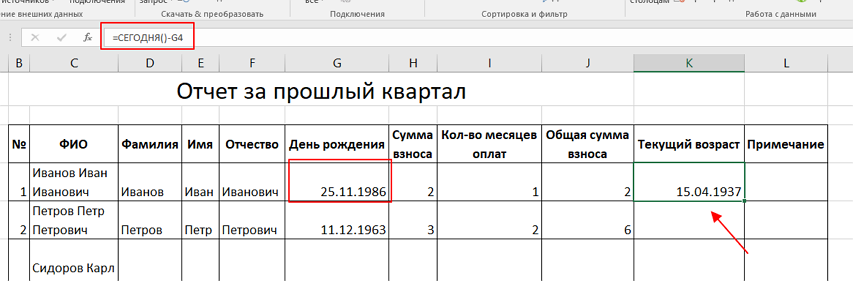 источников подключения запрос все столбцам
ние внешних данных Скачать & преобразовать Подключения Сортировка и фильтр Работа с данными
fx =СЕГОДНЯ()-G4
B C D E F G H I J K L
Отчет за прошлый квартал
№ ФИО Фамилия Имя Отчество День рождения Сумма взноса Кол-во месяцев оплат Общая сумма взноса Текущий возраст Примечание
Иванов Иван
1 Иванович Иванов Иван Иванович 25.11.1986 2 1 2 15.04.1937
Петров Петр
2 Петрович Петров Петр Петрович 11.12.1963 3 2 6
Сидоров Карл